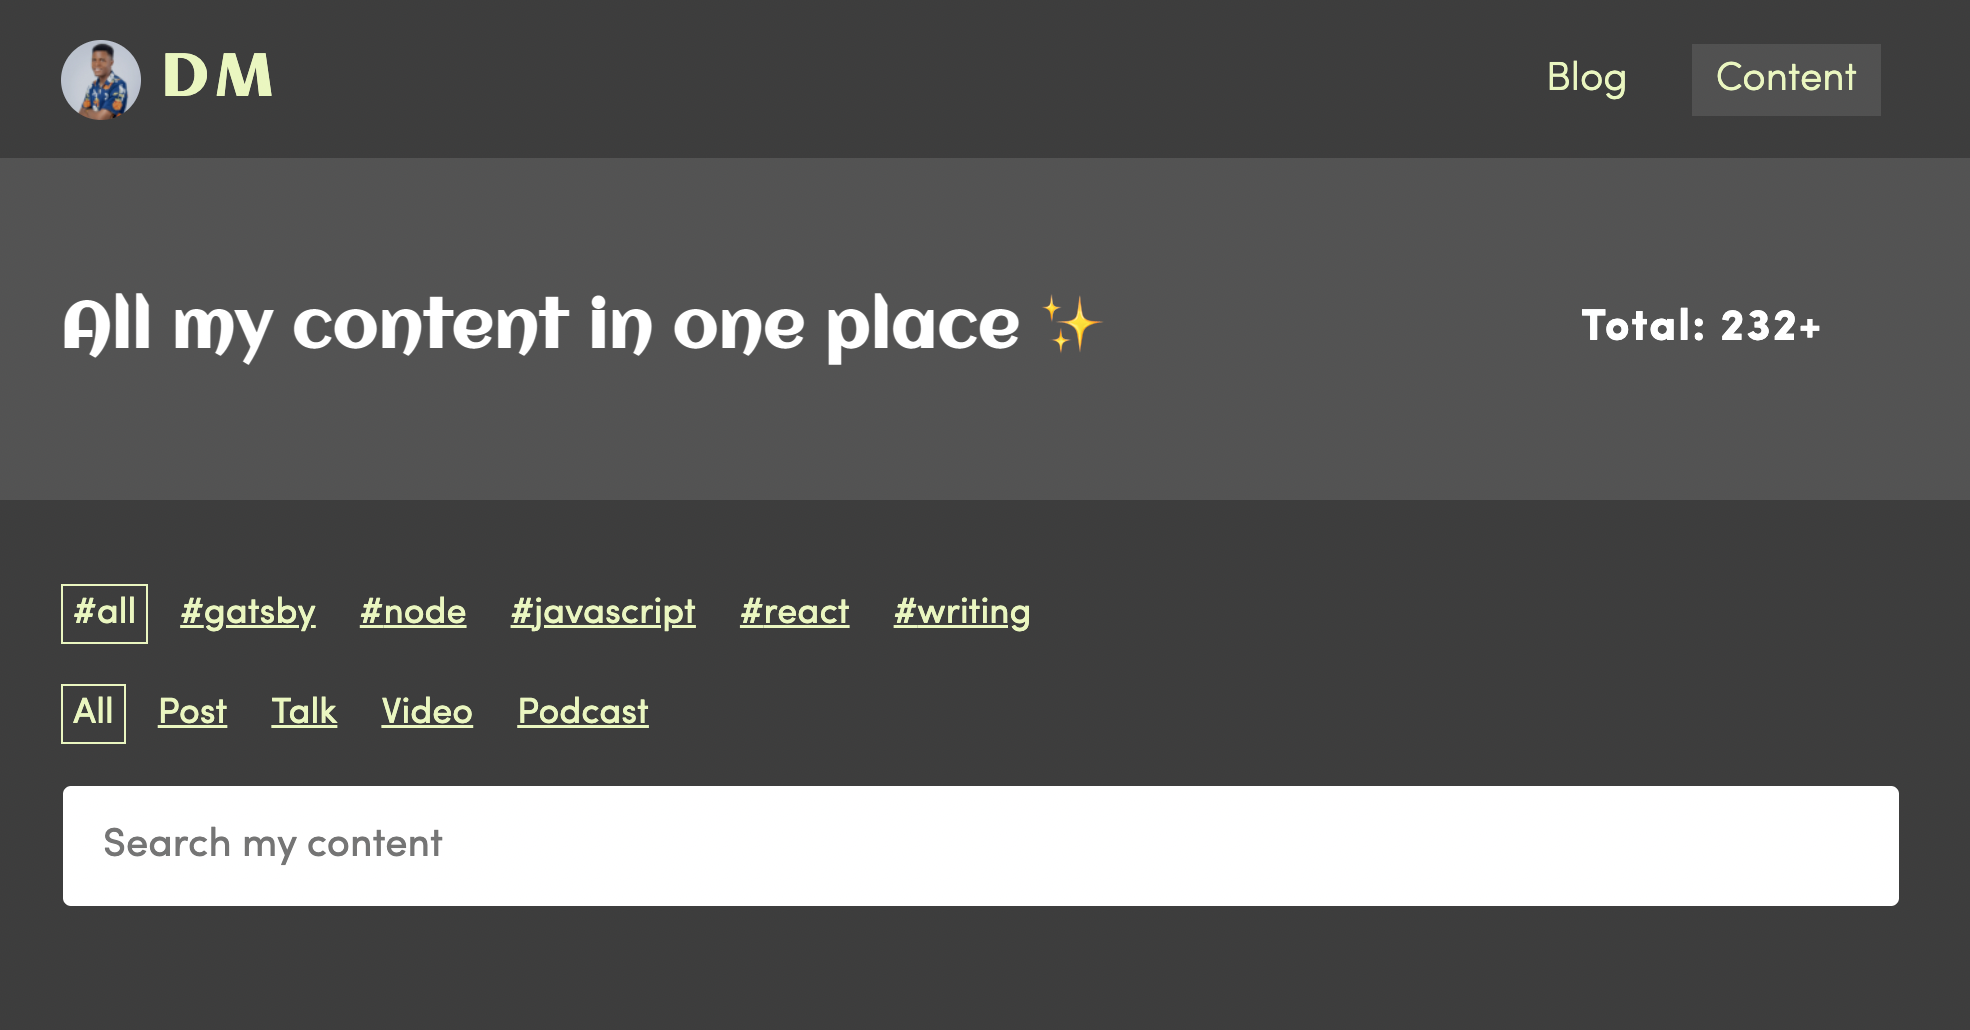 DM
Blog
Content
All my content in one place ✨
Total: 232+
#all #gatsby #node #javascript #react #writing
All Post Talk Video Podcast
Search my content